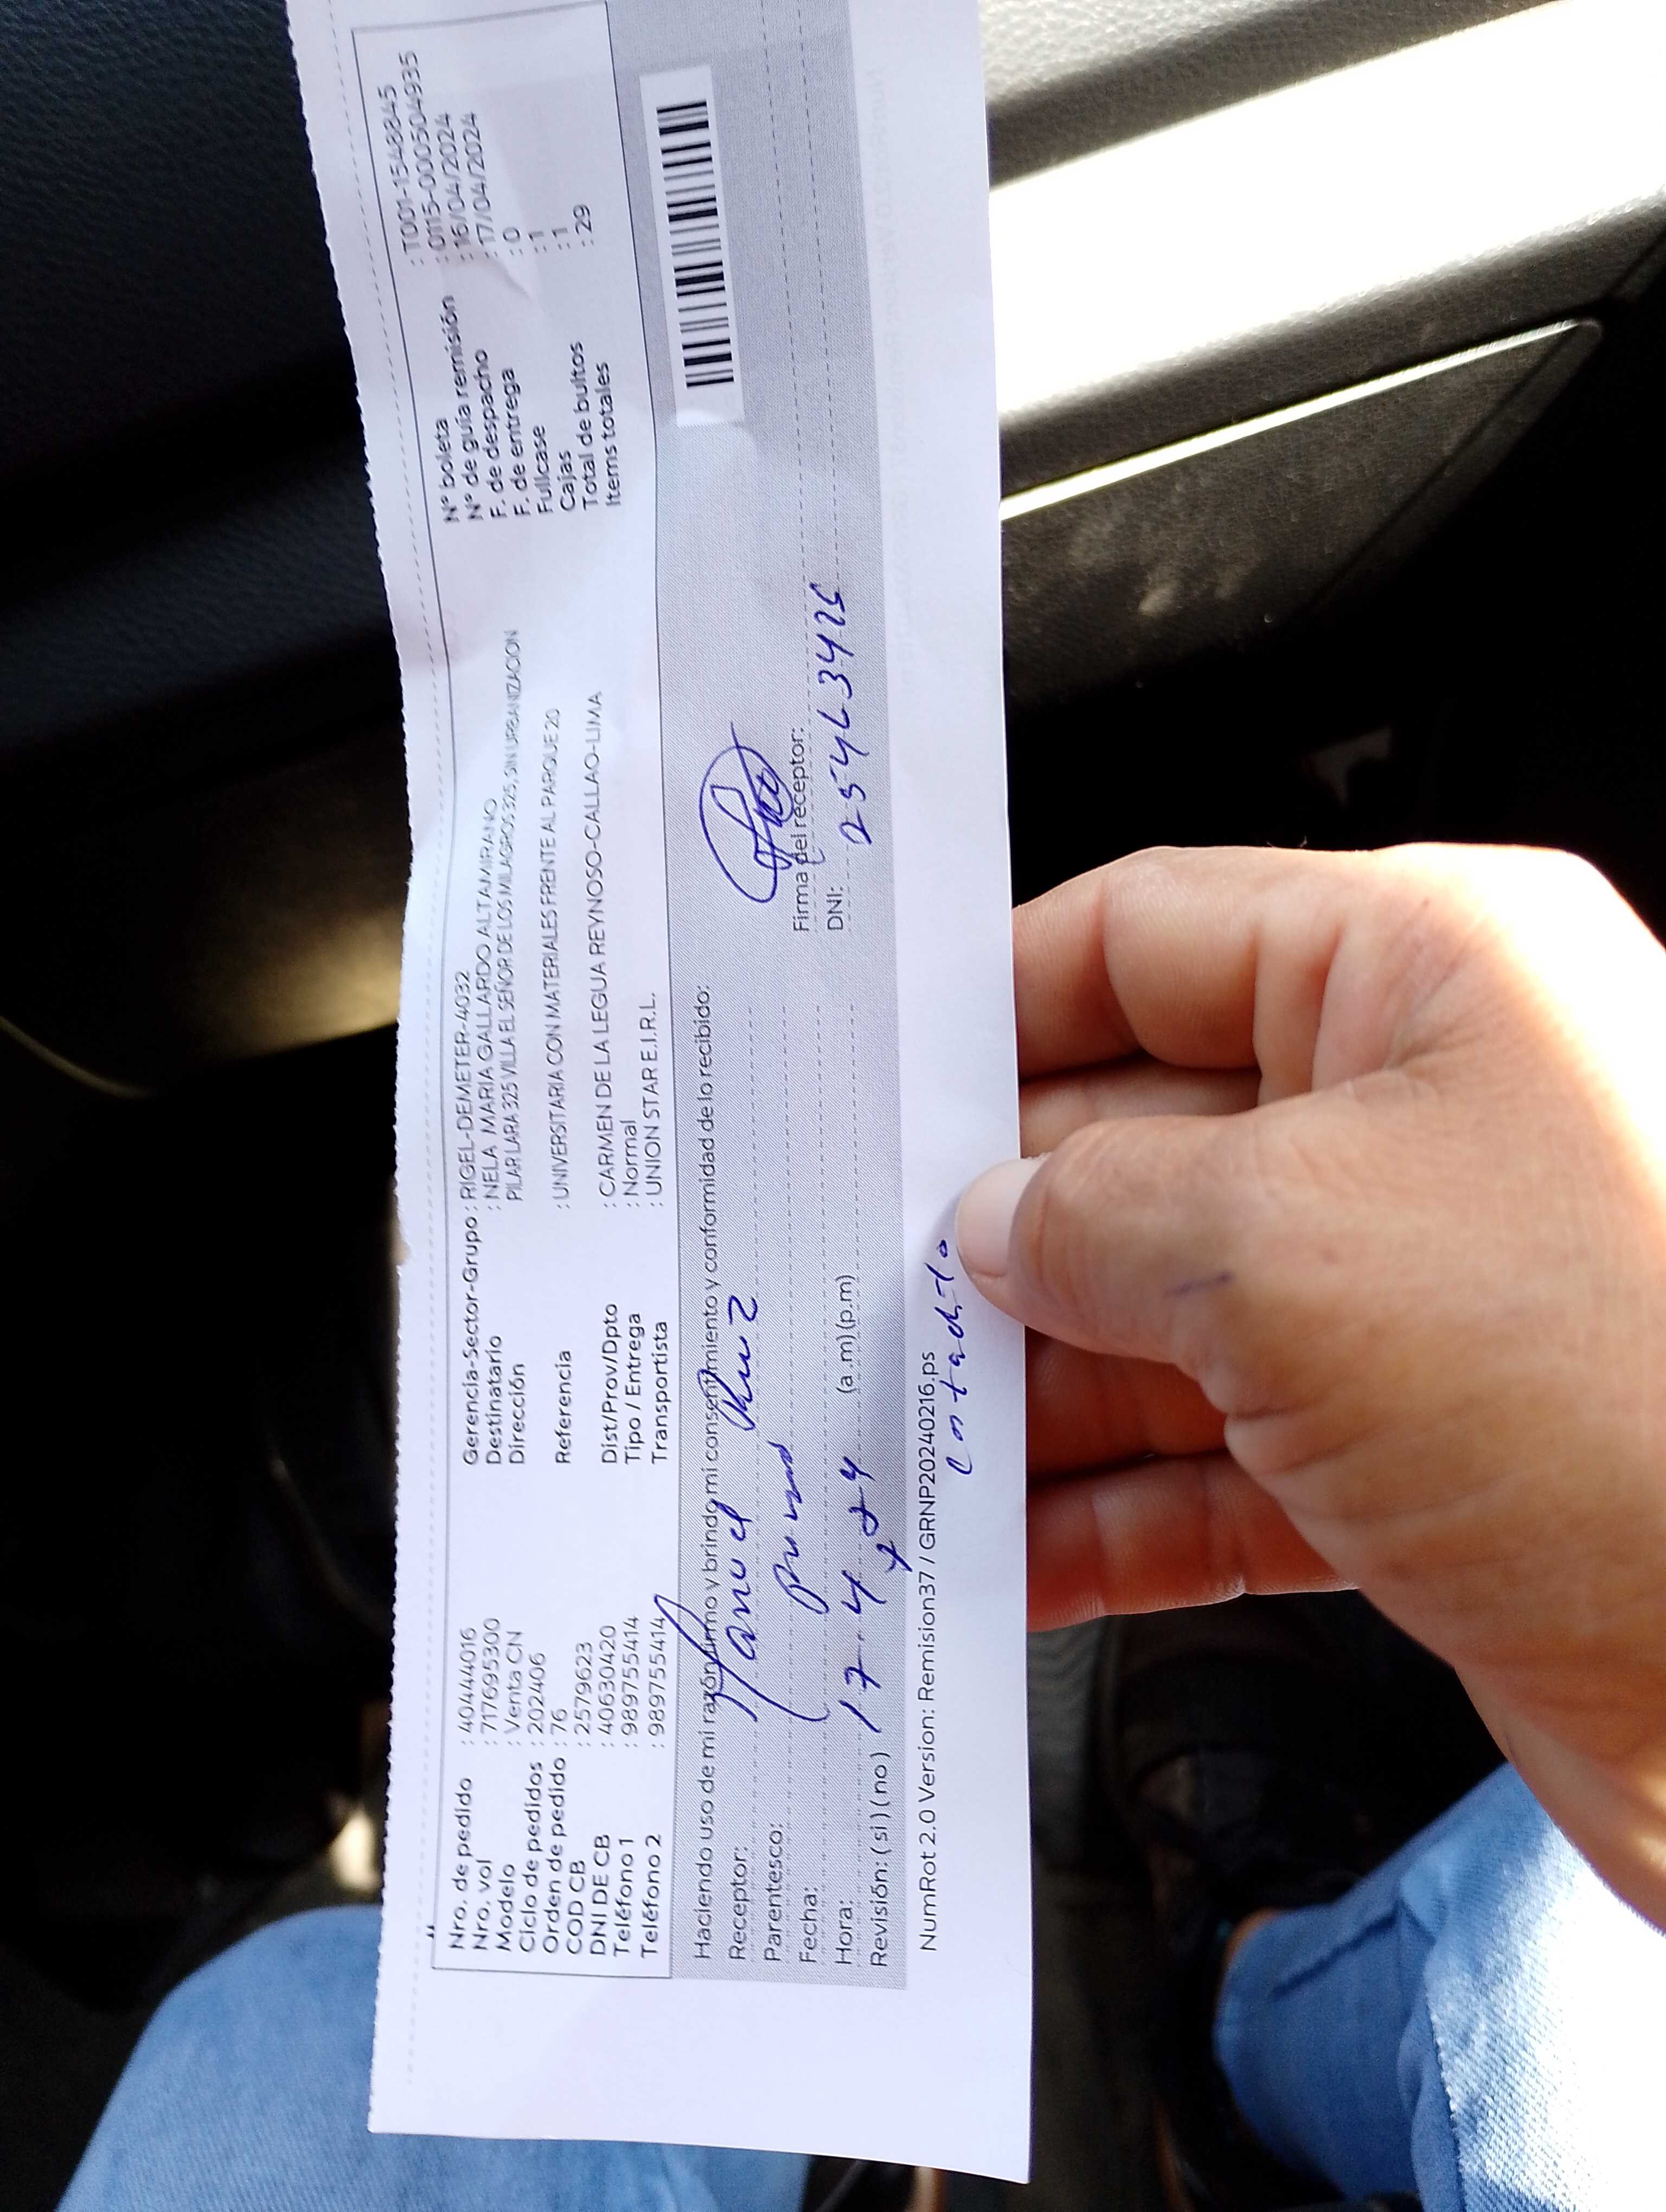 Nro. de pedido : 404444016
Nro. vol : 717695300
Modelo : Venta CN
Ciclo de pedidos : 202406
Orden de pedido : 76
COD CB : 2579623
DNI DE CB : 40630420
Teléfono 1 : 989755414
Teléfono 2 : 989755414
Gerencia-Sector-Grupo : RIGEL-DEMETER-4032
Destinatario : NELA MARIA GALLARDO ALTAMIRANO
Dirección PILAR LARA 325 VILLA EL SEÑOR DE LOS MILAGROS 325, SIN URBANIZACION
Referencia : UNIVERSITARIA CON MATERIALES FRENTE AL PARQUE 20
Dist/Prov/Dpto : CARMEN DE LA LEGUA REYNOSO-CALLAO-LIMA
Tipo / Entrega : Normal
Transportista : UNION STAR E.I.R.L.
N° boleta : T001-1548845
N° de guía remisión : 0115-0005504935
F. de despacho : 16/04/2024
F. de entrega : 17/04/2024
Fullcase : 0
Cajas : 1
Total de bultos : 1
Items totales : 29
Haciendo uso de mi razón firmo y brindo mi consentimiento y conformidad de lo recibido:
Receptor:
Parentesco:
Fecha:
Hora: 17-4-24 (a.m)(p.m)
Revisión: ( si ) ( no )
Firma del receptor:
DNI:
NumRot 2.0 Version: Remision37 / GRNP20240216.ps